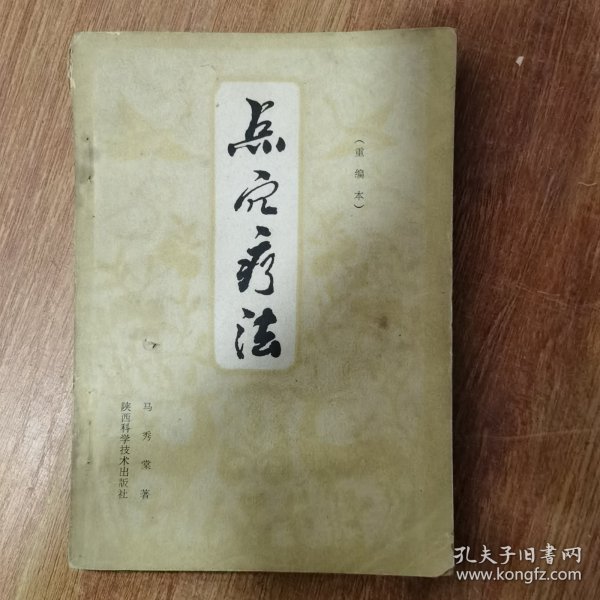 点穴疗法
（重编本）
马秀棠著
陕西科学技术出版社
孔夫子旧书网
www.kongfz.com